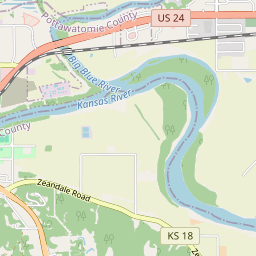 Pottawatomie County
US 24
Big Blue River
Kansas River
County
Zeandale Road
KS 18